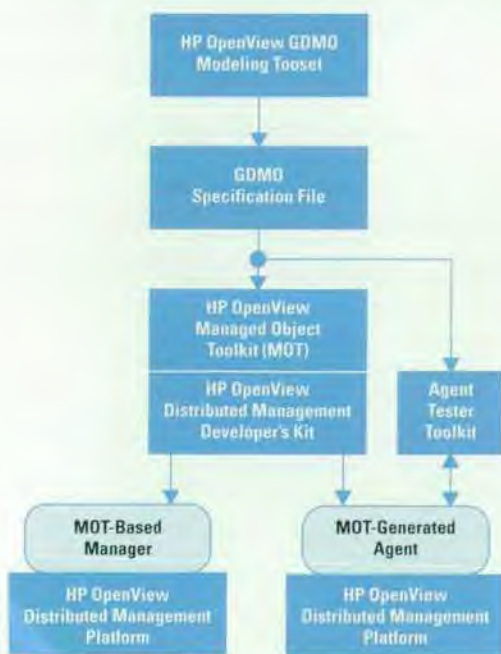 HP OpenView GDMO
Modeling Tooset
GDMO
Specification File
HP OpenView
Managed Object
Toolkit (MOT)
HP OpenView
Distributed Management
Developer's Kit
Agent
Tester
Toolkit
MOT-Based
Manager
MOT-Generated
Agent
HP OpenView
Distributed Management
Platform
HP OpenView
Distributed Management
Platform